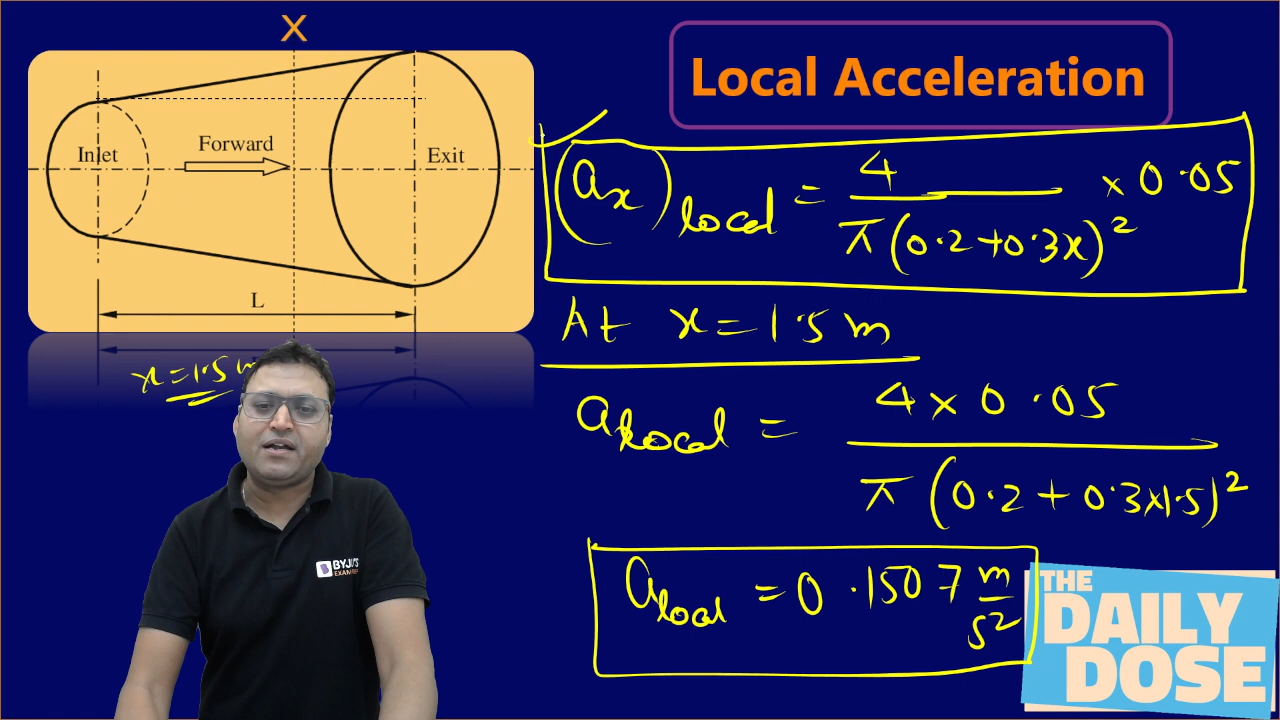 X
Inlet
Forward
Exit
L
x = 1.5 m
Local Acceleration
(ax)local = 4 / π(0.2+0.3x)² × 0.05
At x = 1.5 m
alocal = 4 × 0.05 / π(0.2 + 0.3×1.5)²
alocal = 0.1507 m/s²
BYJU'S
THE
DAILY
DOSE